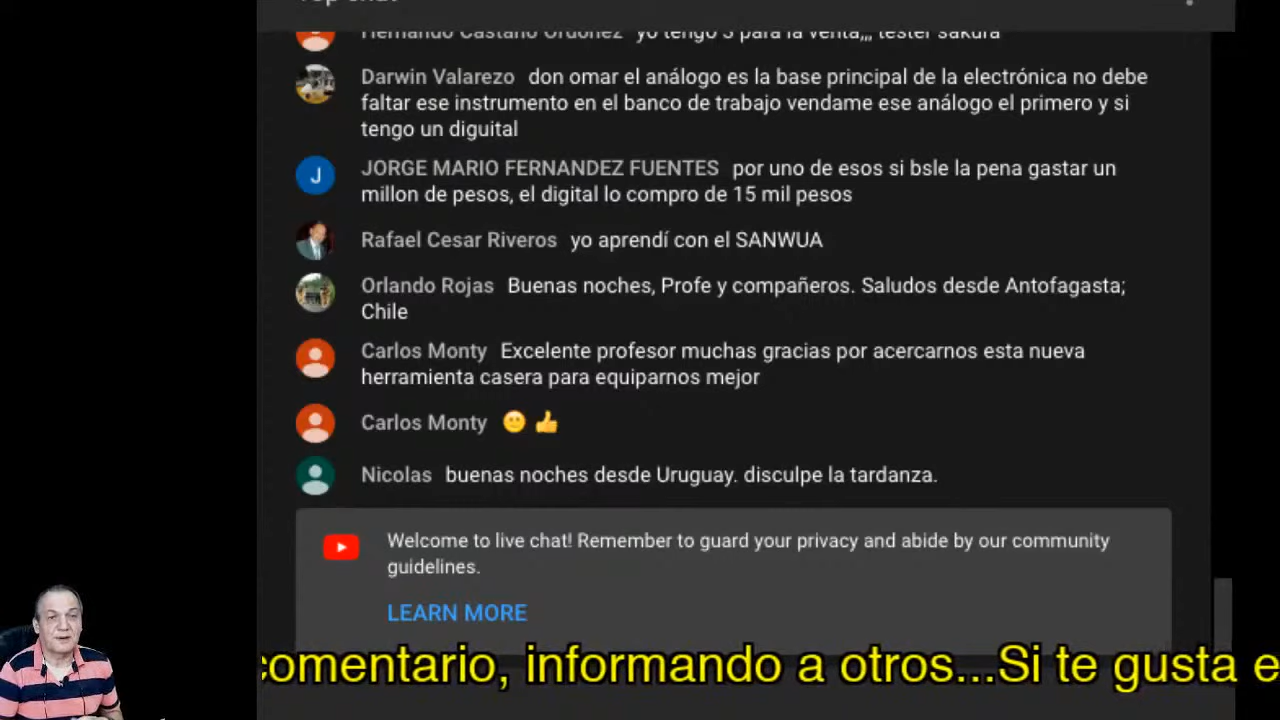 Top chat
Hernando Castaño Ordoñez yo tengo 3 para la venta,,, tester sakura
Darwin Valarezo don omar el análogo es la base principal de la electrónica no debe
faltar ese instrumento en el banco de trabajo vendame ese análogo el primero y si
tengo un diguital
J JORGE MARIO FERNANDEZ FUENTES por uno de esos si bsle la pena gastar un
millon de pesos, el digital lo compro de 15 mil pesos
Rafael Cesar Riveros yo aprendí con el SANWUA
Orlando Rojas Buenas noches, Profe y compañeros. Saludos desde Antofagasta;
Chile
Carlos Monty Excelente profesor muchas gracias por acercarnos esta nueva
herramienta casera para equiparnos mejor
Carlos Monty 🙂 👍
Nicolas buenas noches desde Uruguay. disculpe la tardanza.
Welcome to live chat! Remember to guard your privacy and abide by our community
guidelines.
LEARN MORE
comentario, informando a otros...Si te gusta e